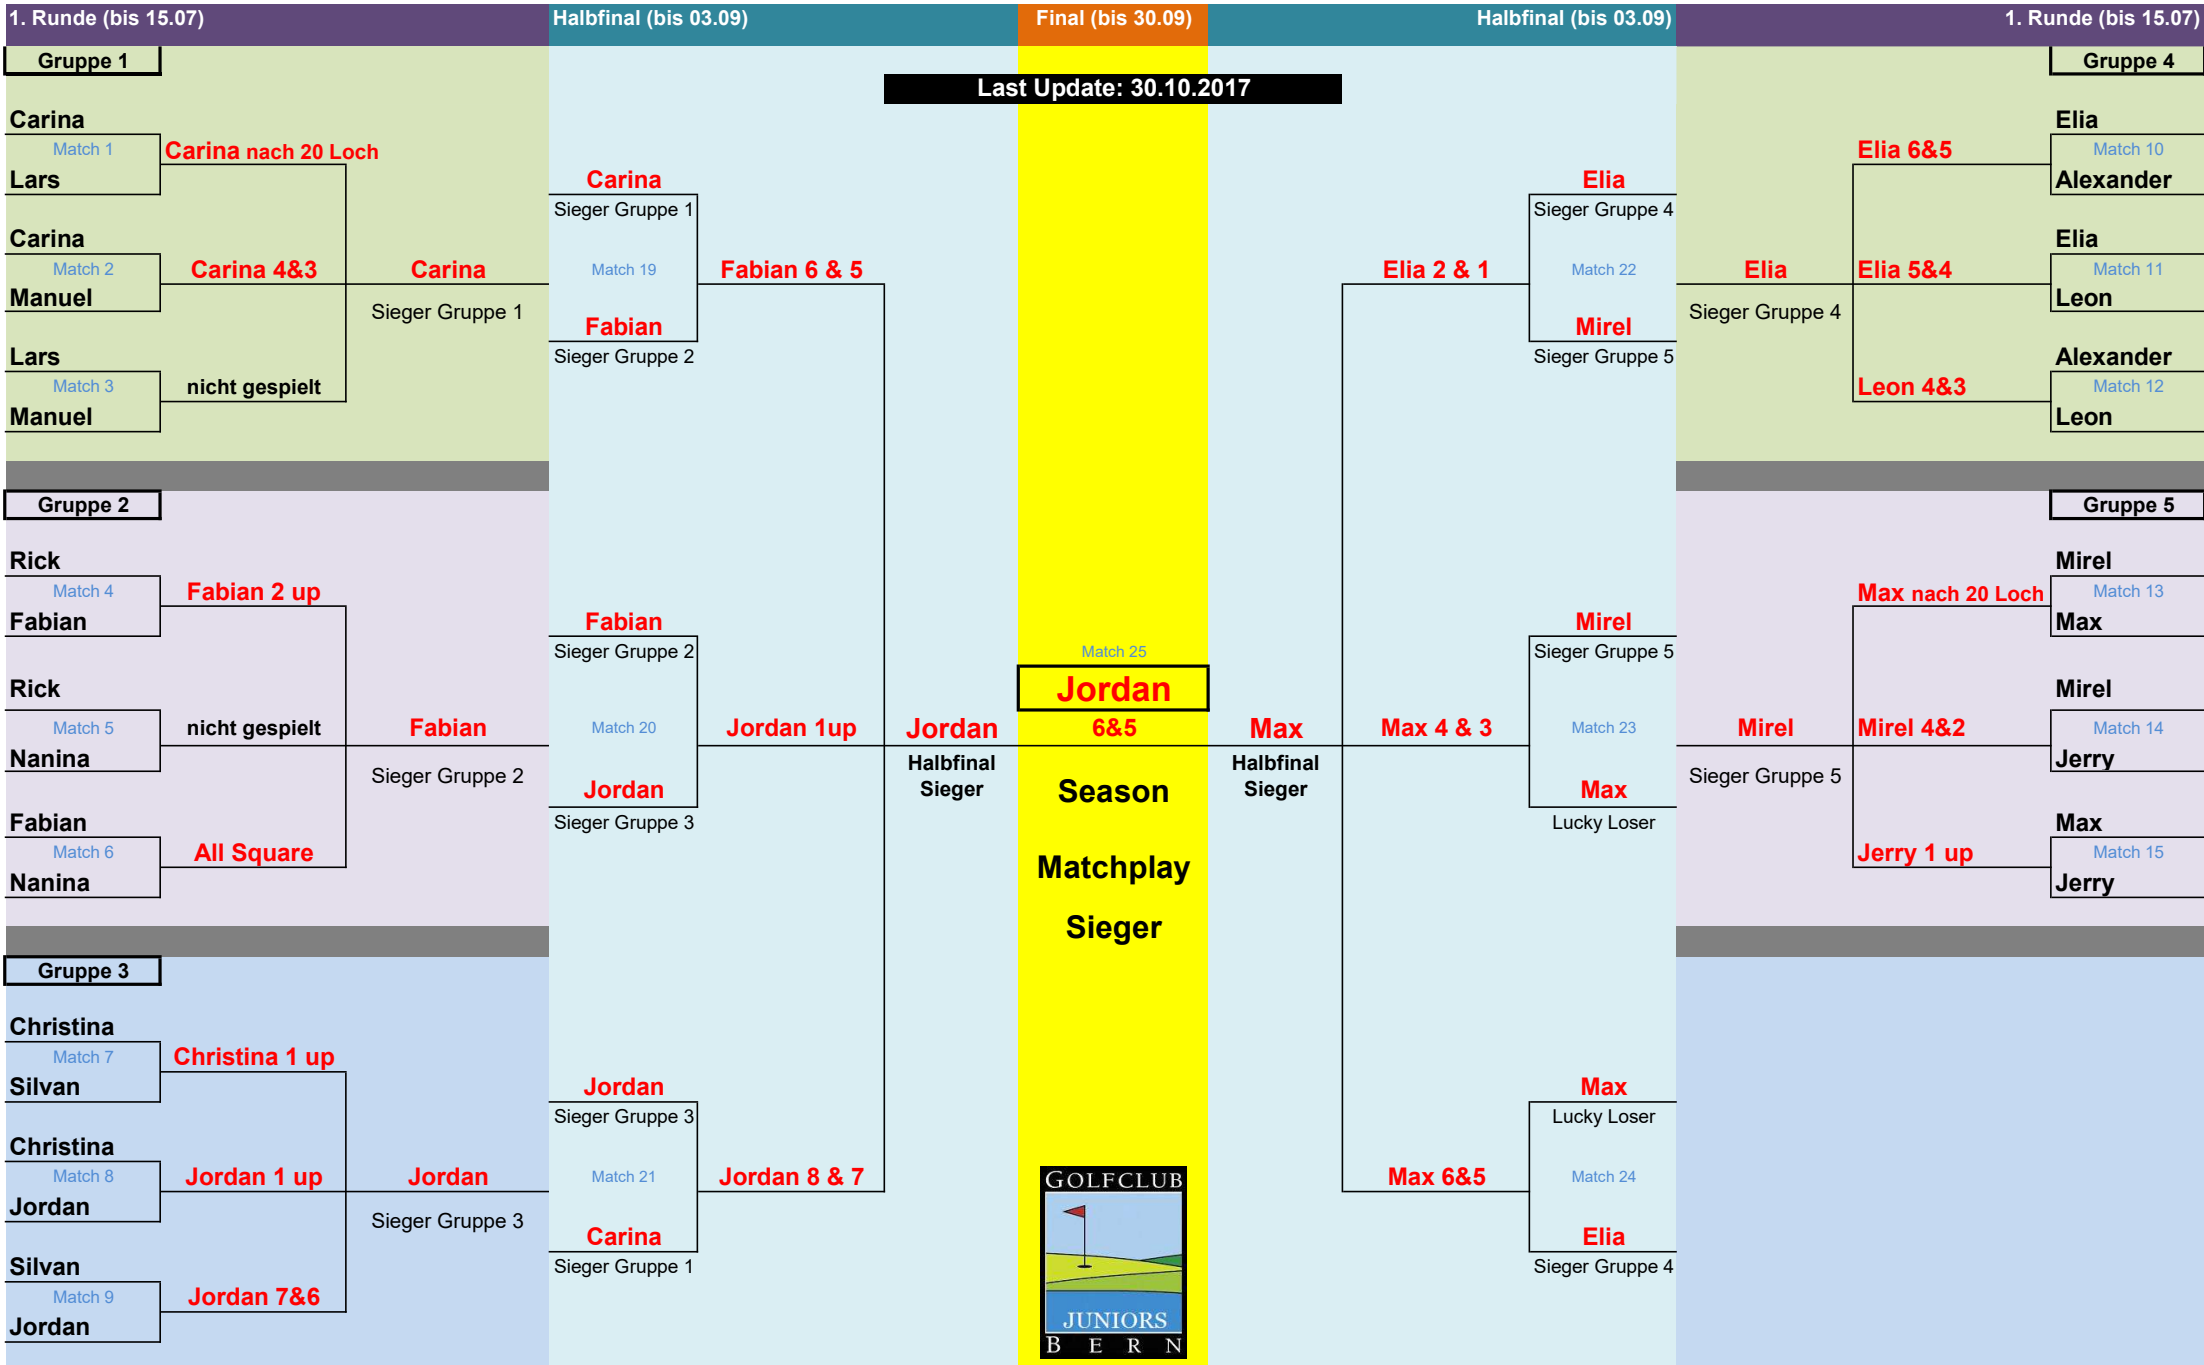 1. Runde (bis 15.07)
Halbfinal (bis 03.09)
Final (bis 30.09)
Halbfinal (bis 03.09)
1. Runde (bis 15.07)
Last Update: 30.10.2017
Gruppe 1
Carina
Match 1
Carina nach 20 Loch
Lars
Carina
Match 2
Carina 4&3
Manuel
Lars
Match 3
nicht gespielt
Manuel
Carina
Sieger Gruppe 1
Gruppe 2
Rick
Match 4
Fabian 2 up
Fabian
Rick
Match 5
nicht gespielt
Nanina
Fabian
Match 6
All Square
Nanina
Fabian
Sieger Gruppe 2
Gruppe 3
Christina
Match 7
Christina 1 up
Silvan
Christina
Match 8
Jordan 1 up
Jordan
Silvan
Match 9
Jordan 7&6
Jordan
Jordan
Sieger Gruppe 3
Carina
Sieger Gruppe 1
Match 19
Fabian 6 & 5
Fabian
Sieger Gruppe 2
Fabian
Sieger Gruppe 2
Match 20
Jordan 1up
Jordan
Sieger Gruppe 3
Jordan
Sieger Gruppe 3
Match 21
Jordan 8 & 7
Carina
Sieger Gruppe 1
Jordan
Halbfinal
Sieger
Match 25
Jordan
6&5
Season
Matchplay
Sieger
GOLFCLUB
JUNIORS
BERN
Max
Halbfinal
Sieger
Elia
Sieger Gruppe 4
Elia 2 & 1
Match 22
Mirel
Sieger Gruppe 5
Mirel
Sieger Gruppe 5
Max 4 & 3
Match 23
Max
Lucky Loser
Max
Lucky Loser
Max 6&5
Match 24
Elia
Sieger Gruppe 4
Gruppe 4
Elia
Elia 6&5
Match 10
Alexander
Elia
Elia 5&4
Match 11
Leon
Alexander
Leon 4&3
Match 12
Leon
Elia
Sieger Gruppe 4
Gruppe 5
Mirel
Max nach 20 Loch
Match 13
Max
Mirel
Mirel 4&2
Match 14
Jerry
Max
Jerry 1 up
Match 15
Jerry
Mirel
Sieger Gruppe 5